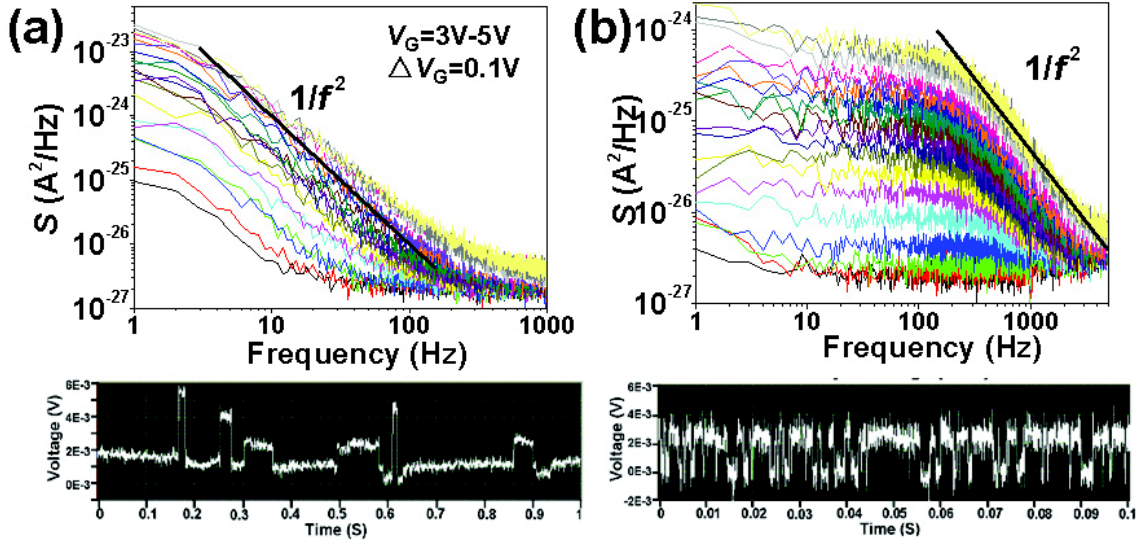 (a)
V_G=3V-5V
△V_G=0.1V
1/f²
S (A²/Hz)
10⁻²³
10⁻²⁴
10⁻²⁵
10⁻²⁶
10⁻²⁷
1 10 100 1000
Frequency (Hz)
(b)
1/f²
S (A²/Hz)
10⁻²⁴
10⁻²⁵
10⁻²⁶
10⁻²⁷
1 10 100 1000
Frequency (Hz)
Voltage (V)
6E-3
4E-3
2E-3
0E-3
0 0.1 0.2 0.3 0.4 0.5 0.6 0.7 0.8 0.9 1
Time (S)
Voltage (V)
6E-3
4E-3
2E-3
0E-3
-2E-3
0 0.01 0.02 0.03 0.04 0.05 0.06 0.07 0.08 0.09 0.1
Time (S)